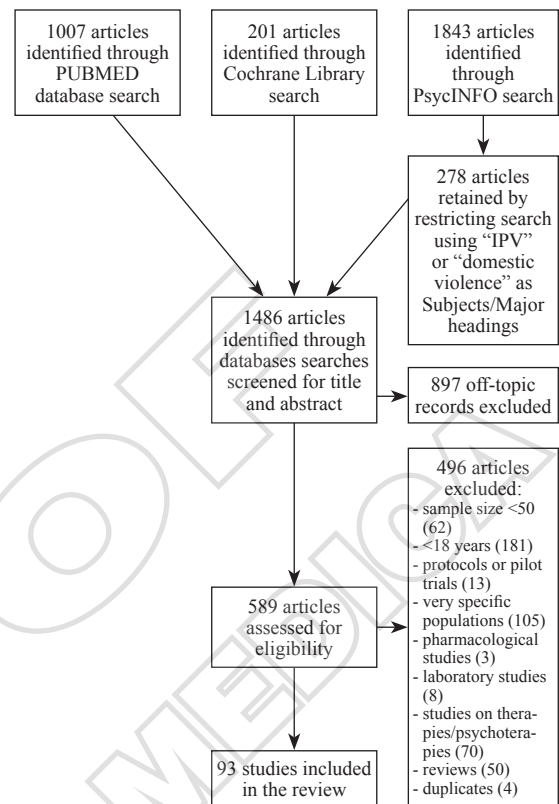 1007 articles
identified through
PUBMED
database search
201 articles
identified through
Cochrane Library
search
1843 articles
identified
through
PsycINFO search
278 articles
retained by
restricting search
using “IPV”
or “domestic
violence” as
Subjects/Major
headings
1486 articles
identified through
databases searches
screened for title
and abstract
897 off-topic
records excluded
496 articles
excluded:
- sample size <50
(62)
- <18 years (181)
- protocols or pilot
trials (13)
- very specific
populations (105)
- pharmacological
studies (3)
- laboratory studies
(8)
- studies on thera-
pies/psychotera-
pies (70)
- reviews (50)
- duplicates (4)
589 articles
assessed for
eligibility
93 studies included
in the review
OF
MEDICA